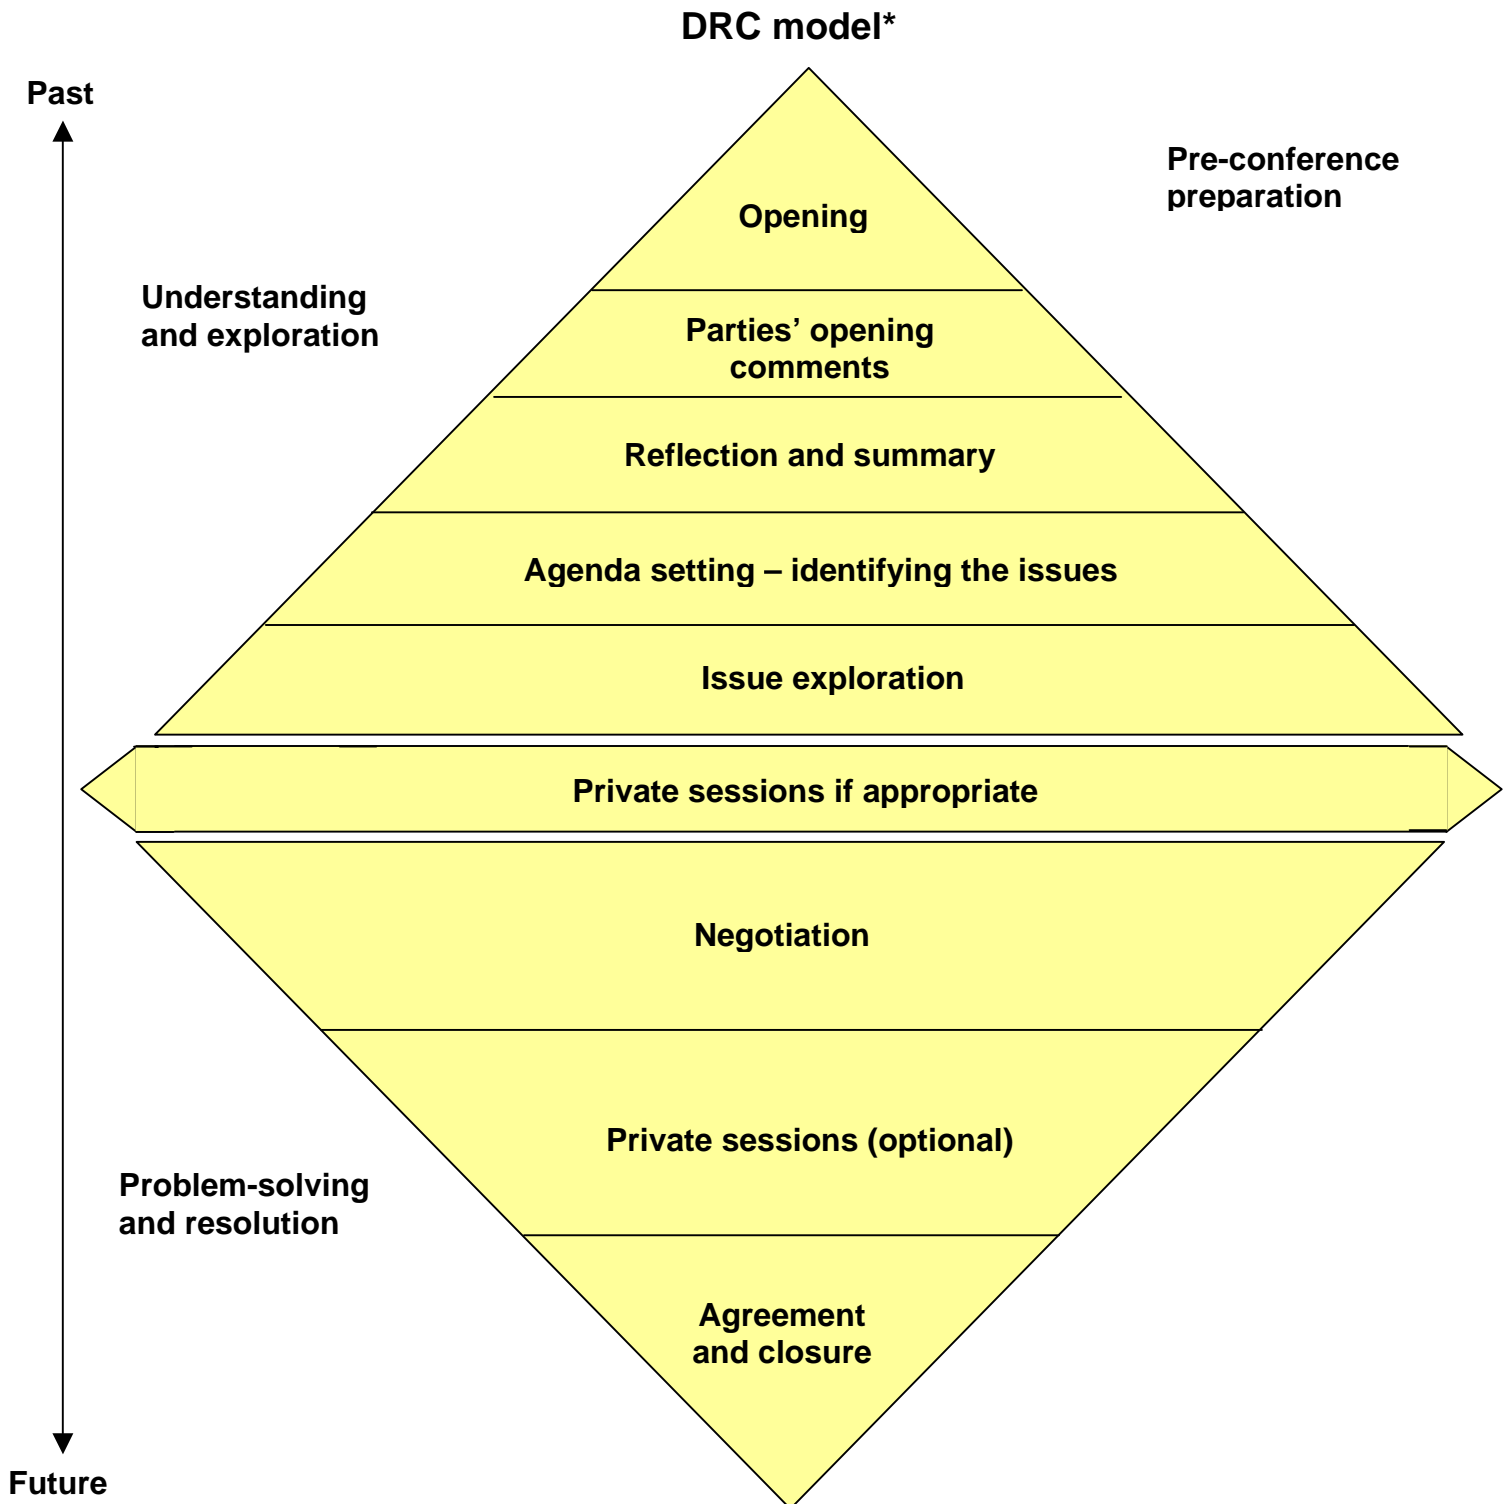 DRC model*
Past
Pre-conference
preparation
Opening
Understanding
and exploration
Parties’ opening
comments
Reflection and summary
Agenda setting – identifying the issues
Issue exploration
Private sessions if appropriate
Negotiation
Private sessions (optional)
Problem-solving
and resolution
Agreement
and closure
Future